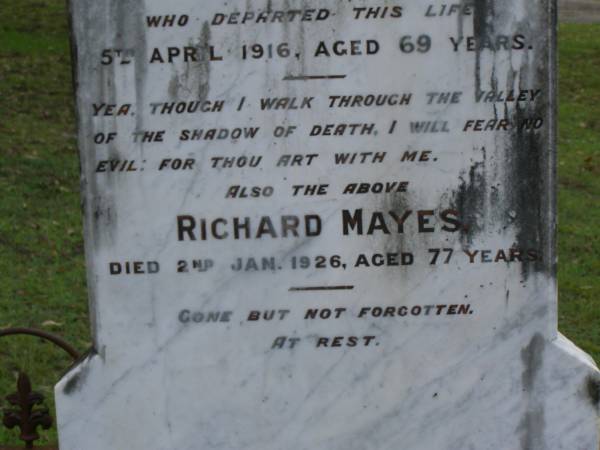 WHO DEPARTED THIS LIFE
5TH APRIL 1916, AGED 69 YEARS.
YEA, THOUGH I WALK THROUGH THE VALLEY
OF THE SHADOW OF DEATH, I WILL FEAR NO
EVIL: FOR THOU ART WITH ME.
ALSO THE ABOVE
RICHARD MAYES.
DIED 2ND JAN. 1926, AGED 77 YEARS.
GONE BUT NOT FORGOTTEN.
AT REST.